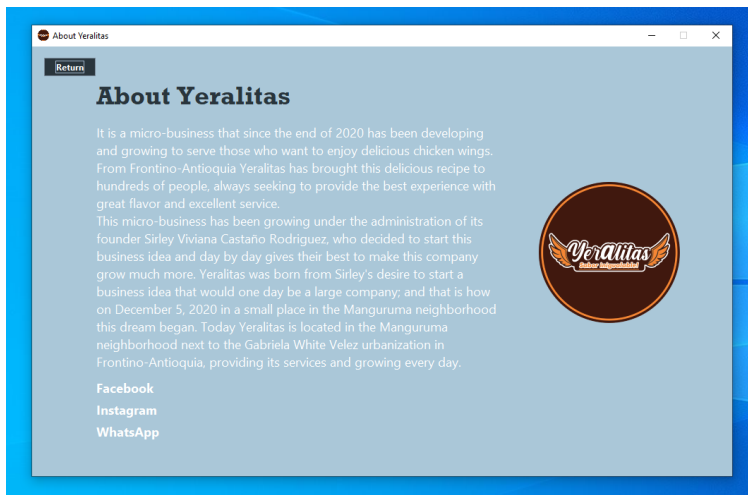 About Yeralitas
Return
About Yeralitas
It is a micro-business that since the end of 2020 has been developing
and growing to serve those who want to enjoy delicious chicken wings.
From Frontino-Antioquia Yeralitas has brought this delicious recipe to
hundreds of people, always seeking to provide the best experience with
great flavor and excellent service.
This micro-business has been growing under the administration of its
founder Sirley Viviana Castaño Rodriguez, who decided to start this
business idea and day by day gives their best to make this company
grow much more. Yeralitas was born from Sirley's desire to start a
business idea that would one day be a large company; and that is how
on December 5, 2020 in a small place in the Manguruma neighborhood
this dream began. Today Yeralitas is located in the Manguruma
neighborhood next to the Gabriela White Velez urbanization in
Frontino-Antioquia, providing its services and growing every day.
Yeralitas
Sabor Inigualable!
Facebook
Instagram
WhatsApp